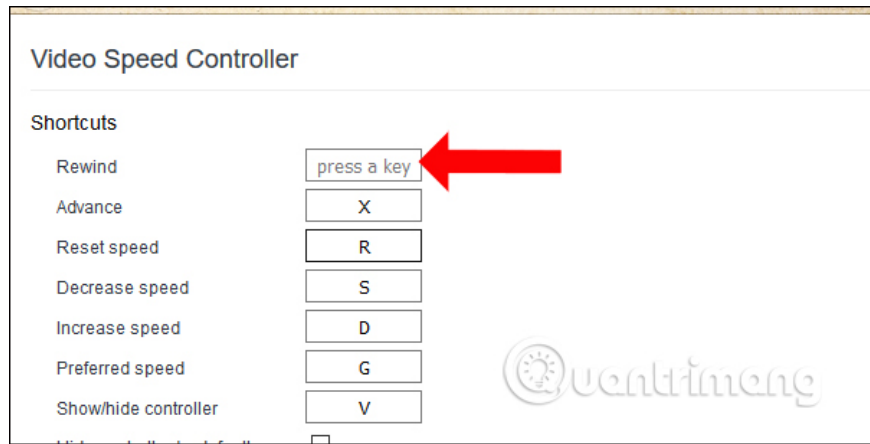 Video Speed Controller
Shortcuts
Rewind press a key
Advance X
Reset speed R
Decrease speed S
Increase speed D
Preferred speed G
Show/hide controller V
Quantrimang